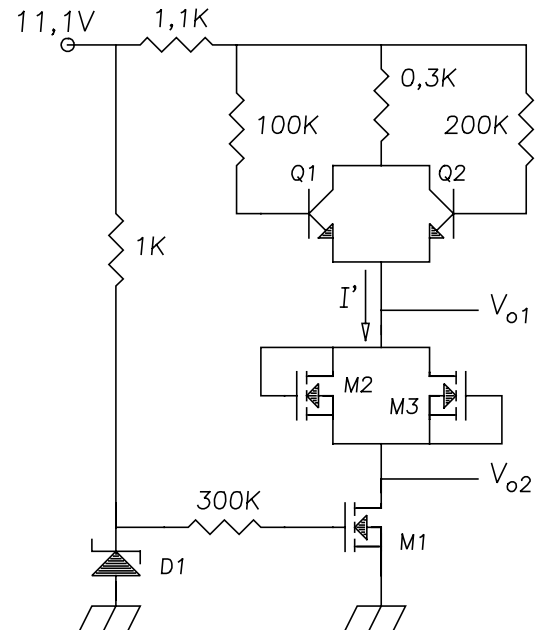 11,1V
1,1K
0,3K
100K
200K
Q1
Q2
1K
I'
Vo1
M2
M3
Vo2
300K
M1
D1